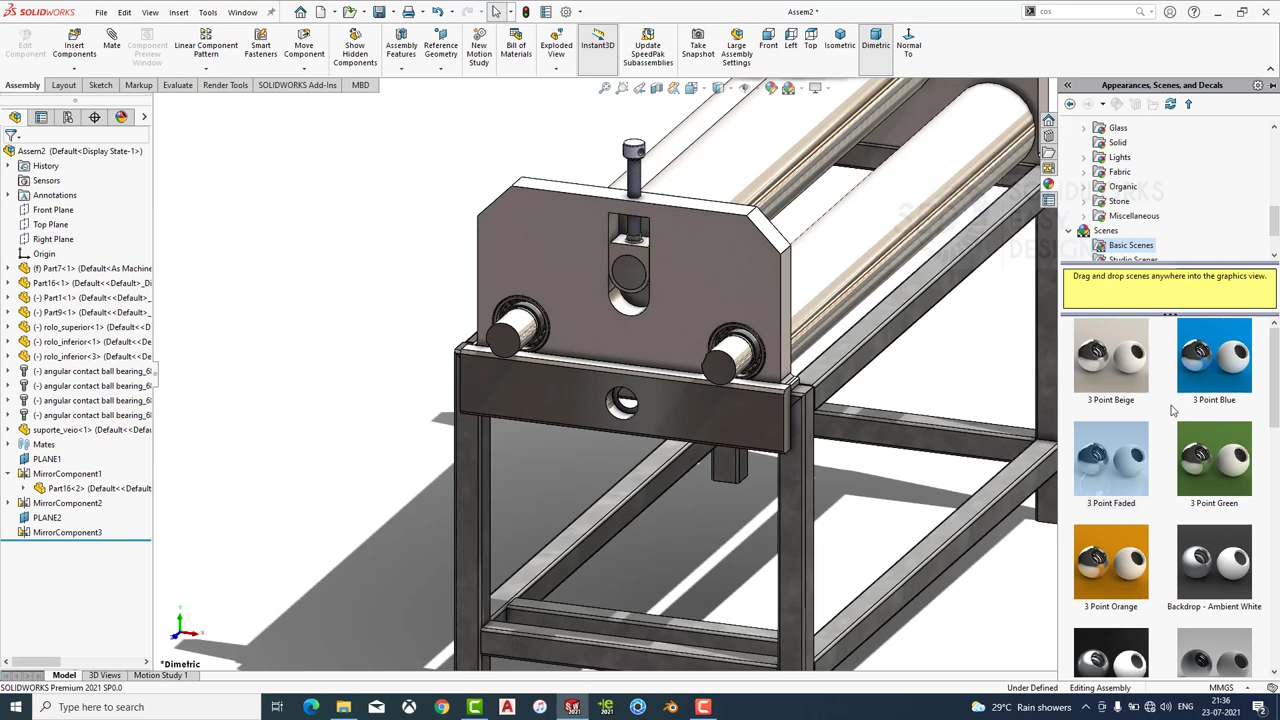 SOLIDWORKS
File
Edit
View
Insert
Tools
Window
Assem2 *
cos
Edit Component
Insert Components
Mate
Component Preview Window
Linear Component Pattern
Smart Fasteners
Move Component
Show Hidden Components
Assembly Features
Reference Geometry
New Motion Study
Bill of Materials
Exploded View
Instant3D
Update SpeedPak Subassemblies
Take Snapshot
Large Assembly Settings
Front
Left
Top
Isometric
Dimetric
Normal To
Assembly
Layout
Sketch
Markup
Evaluate
Render Tools
SOLIDWORKS Add-Ins
MBD
Assem2 (Default<Display State-1>)
History
Sensors
Annotations
Front Plane
Top Plane
Right Plane
Origin
(f) Part7<1> (Default<As Machine
Part16<1> (Default<<Default>_Di
(-) Part1<1> (Default<<Default>_
(-) Part9<1> (Default<<Default>_
(-) rolo_superior<1> (Default<<De
(-) rolo_inferior<1> (Default<<De
(-) rolo_inferior<3> (Default<<De
(-) angular contact ball bearing_68
(-) angular contact ball bearing_68
(-) angular contact ball bearing_68
(-) angular contact ball bearing_68
suporte_veio<1> (Default<<Defau
Mates
PLANE1
MirrorComponent1
Part16<2> (Default<<Default
MirrorComponent2
PLANE2
MirrorComponent3
*Dimetric
Model
3D Views
Motion Study 1
SOLIDWORKS Premium 2021 SP0.0
Under Defined
Editing Assembly
MMGS
Appearances, Scenes, and Decals
Glass
Solid
Lights
Fabric
Organic
Stone
Miscellaneous
Scenes
Basic Scenes
Studio Scenes
Drag and drop scenes anywhere into the graphics view.
3 Point Beige
3 Point Blue
3 Point Faded
3 Point Green
3 Point Orange
Backdrop - Ambient White
SOLIDWORKS
EASY
DESIGN
Type here to search
29°C Rain showers
ENG
21:36
23-07-2021